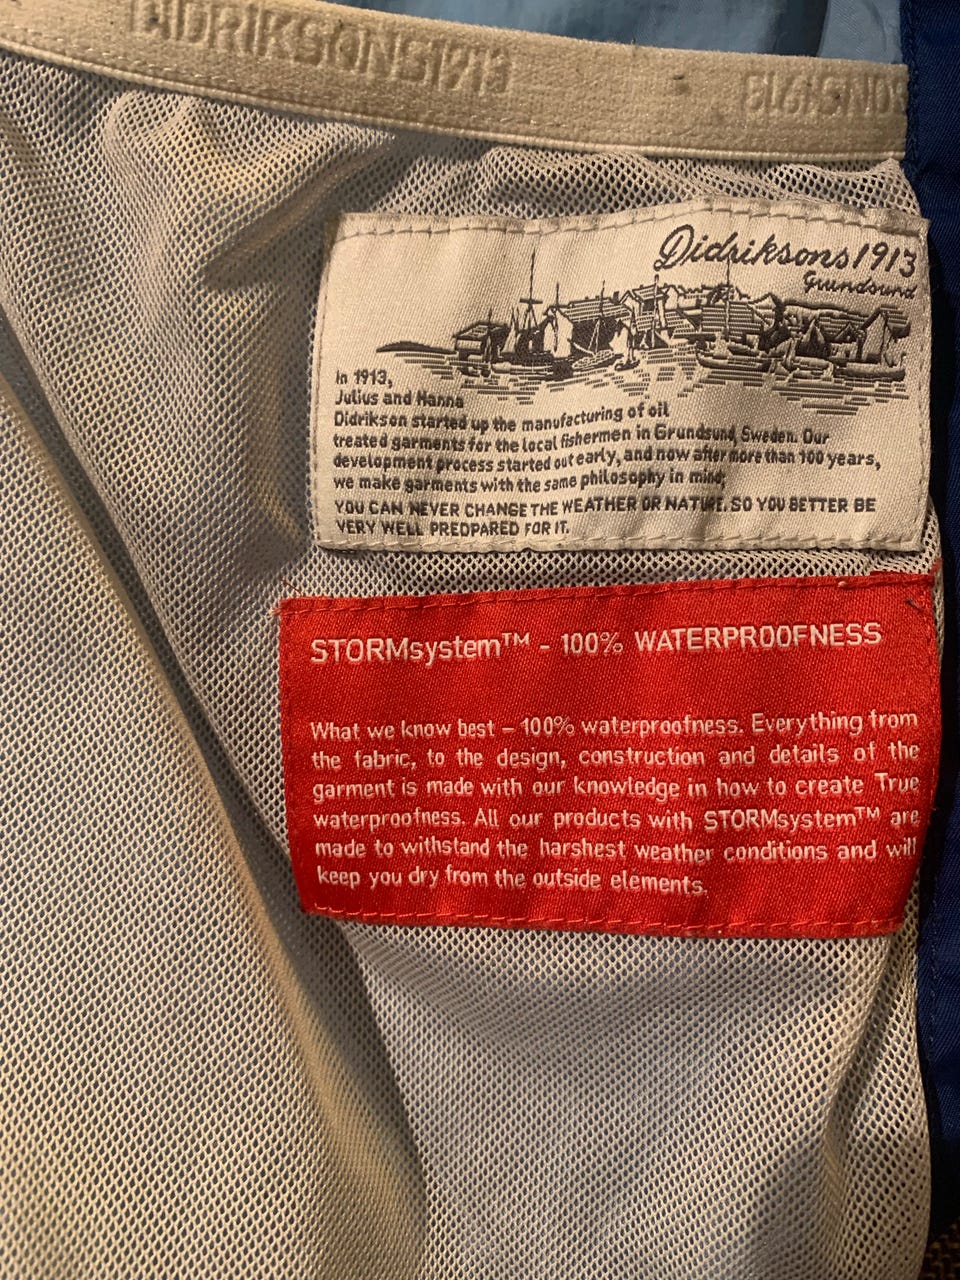 DIDRIKSONS1913
Didriksons1913
Grundsund
In 1913,
Julius and Hanna
Didrikson started up the manufacturing of oil
treated garments for the local fishermen in Grundsund, Sweden. Our
development process started out early, and now after more than 100 years,
we make garments with the same philosophy in mind;
YOU CAN NEVER CHANGE THE WEATHER OR NATURE. SO YOU BETTER BE
VERY WELL PREDPARED FOR IT.
STORMsystem™ - 100% WATERPROOFNESS
What we know best – 100% waterproofness. Everything from
the fabric, to the design, construction and details of the
garment is made with our knowledge in how to create True
waterproofness. All our products with STORMsystem™ are
made to withstand the harshest weather conditions and will
keep you dry from the outside elements.